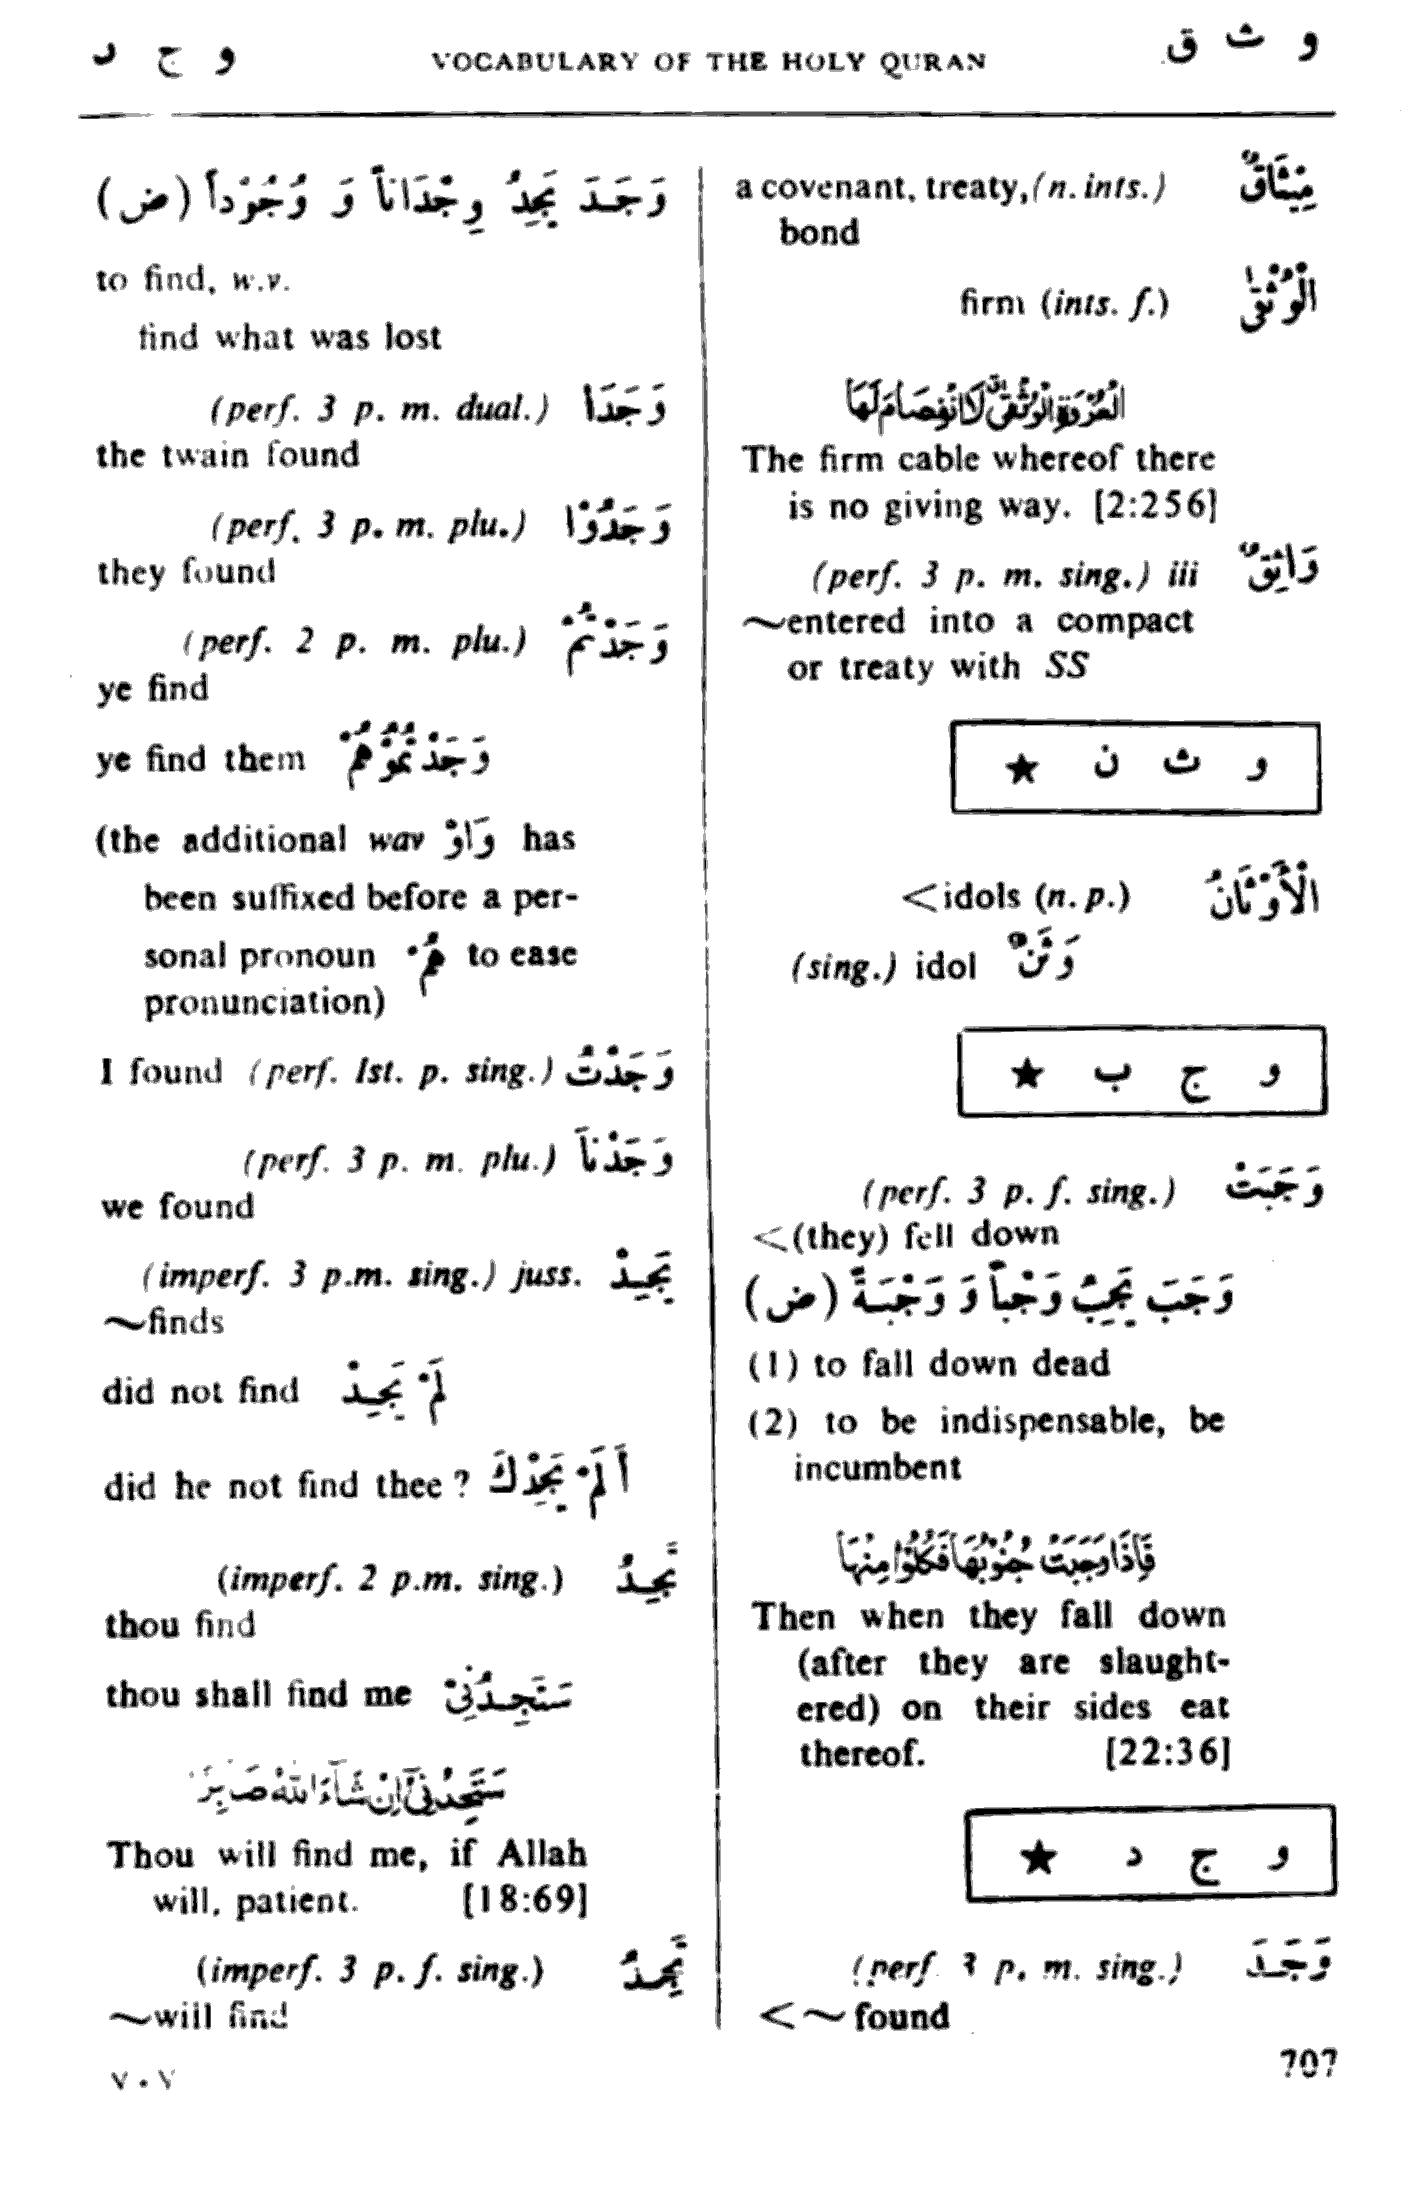 و ث ق VOCABULARY OF THE HOLY QURAN و ج د
a covenant, treaty, (n. ints.) مِيْثَاقٌ
bond
firm (ints. f.) الْوُثْقٰى
الْعُرْوَةِ الْوُثْقٰى لَا انْفِصَامَ لَهَا
The firm cable whereof there
is no giving way. [2:256]
(perf. 3 p. m. sing.) iii وَاثَقٌ
~entered into a compact
or treaty with SS
و ث ن ★
<idols (n. p.) الْأَوْثَانُ
(sing.) idol وَثَنٌ
و ج ب ★
(perf. 3 p. f. sing.) وَجَبَتْ
<(they) fell down
وَجَبَ يَجِبُ وَجْباً وَ وَجْبَةً (ض)
(1) to fall down dead
(2) to be indispensable, be
incumbent
فَإِذَا وَجَبَتْ جُنُوْبُهَا فَكُلُوْا مِنْهَا
Then when they fall down
(after they are slaught-
ered) on their sides eat
thereof. [22:36]
و ج د ★
(perf. 3 p. m. sing.) وَجَدَ
<~ found
وَجَدَ يَجِدُ وِجْدَاناً وَ وُجُوْداً (ض)
to find, w.v.
find what was lost
(perf. 3 p. m. dual.) وَجَدَا
the twain found
(perf. 3 p. m. plu.) وَجَدُوْا
they found
(perf. 2 p. m. plu.) وَجَدْتُمْ
ye find
ye find them وَجَدْتُمُوْهُمْ
(the additional wav وَاوْ has
been suffixed before a per-
sonal pronoun هُمْ to ease
pronunciation)
I found (perf. 1st. p. sing.) وَجَدْتُ
(perf. 3 p. m. plu.) وَجَدْنَا
we found
(imperf. 3 p.m. sing.) juss. يَجِدْ
~finds
did not find لَمْ يَجِدْ
did he not find thee ? أَلَمْ يَجِدْكَ
(imperf. 2 p.m. sing.) تَجِدُ
thou find
thou shall find me سَتَجِدُنِيْ
سَتَجِدُنِيْ إِنْ شَآءَ اللهُ صَابِرَ
Thou will find me, if Allah
will, patient. [18:69]
(imperf. 3 p. f. sing.) تَجِدُ
~will find
٧٠٧ 707